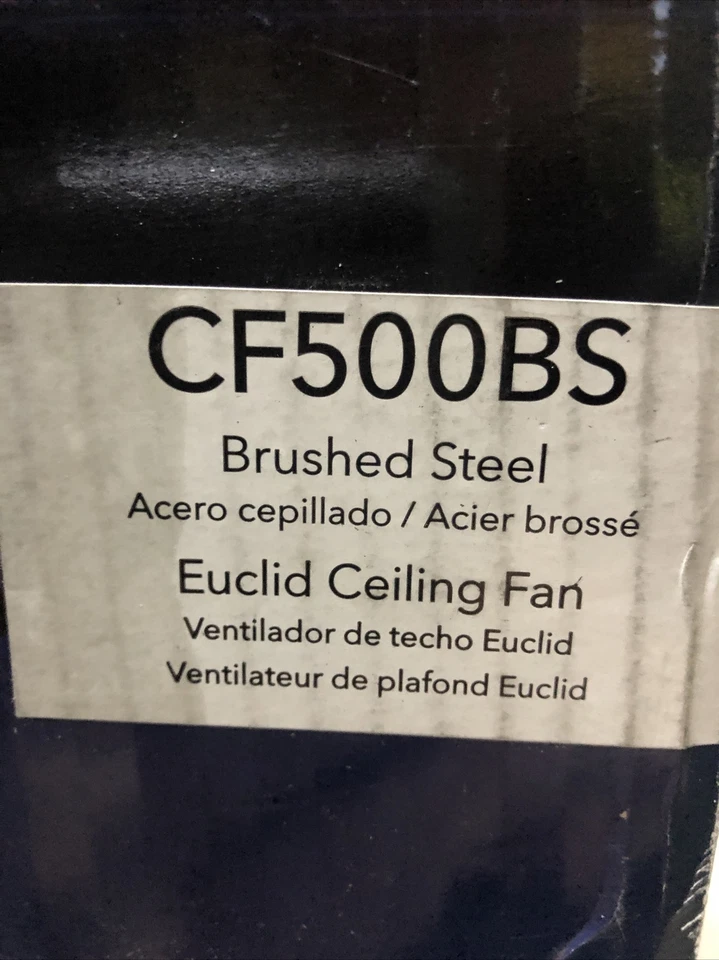 CF500BS
Brushed Steel
Acero cepillado / Acier brossé
Euclid Ceiling Fan
Ventilador de techo Euclid
Ventilateur de plafond Euclid